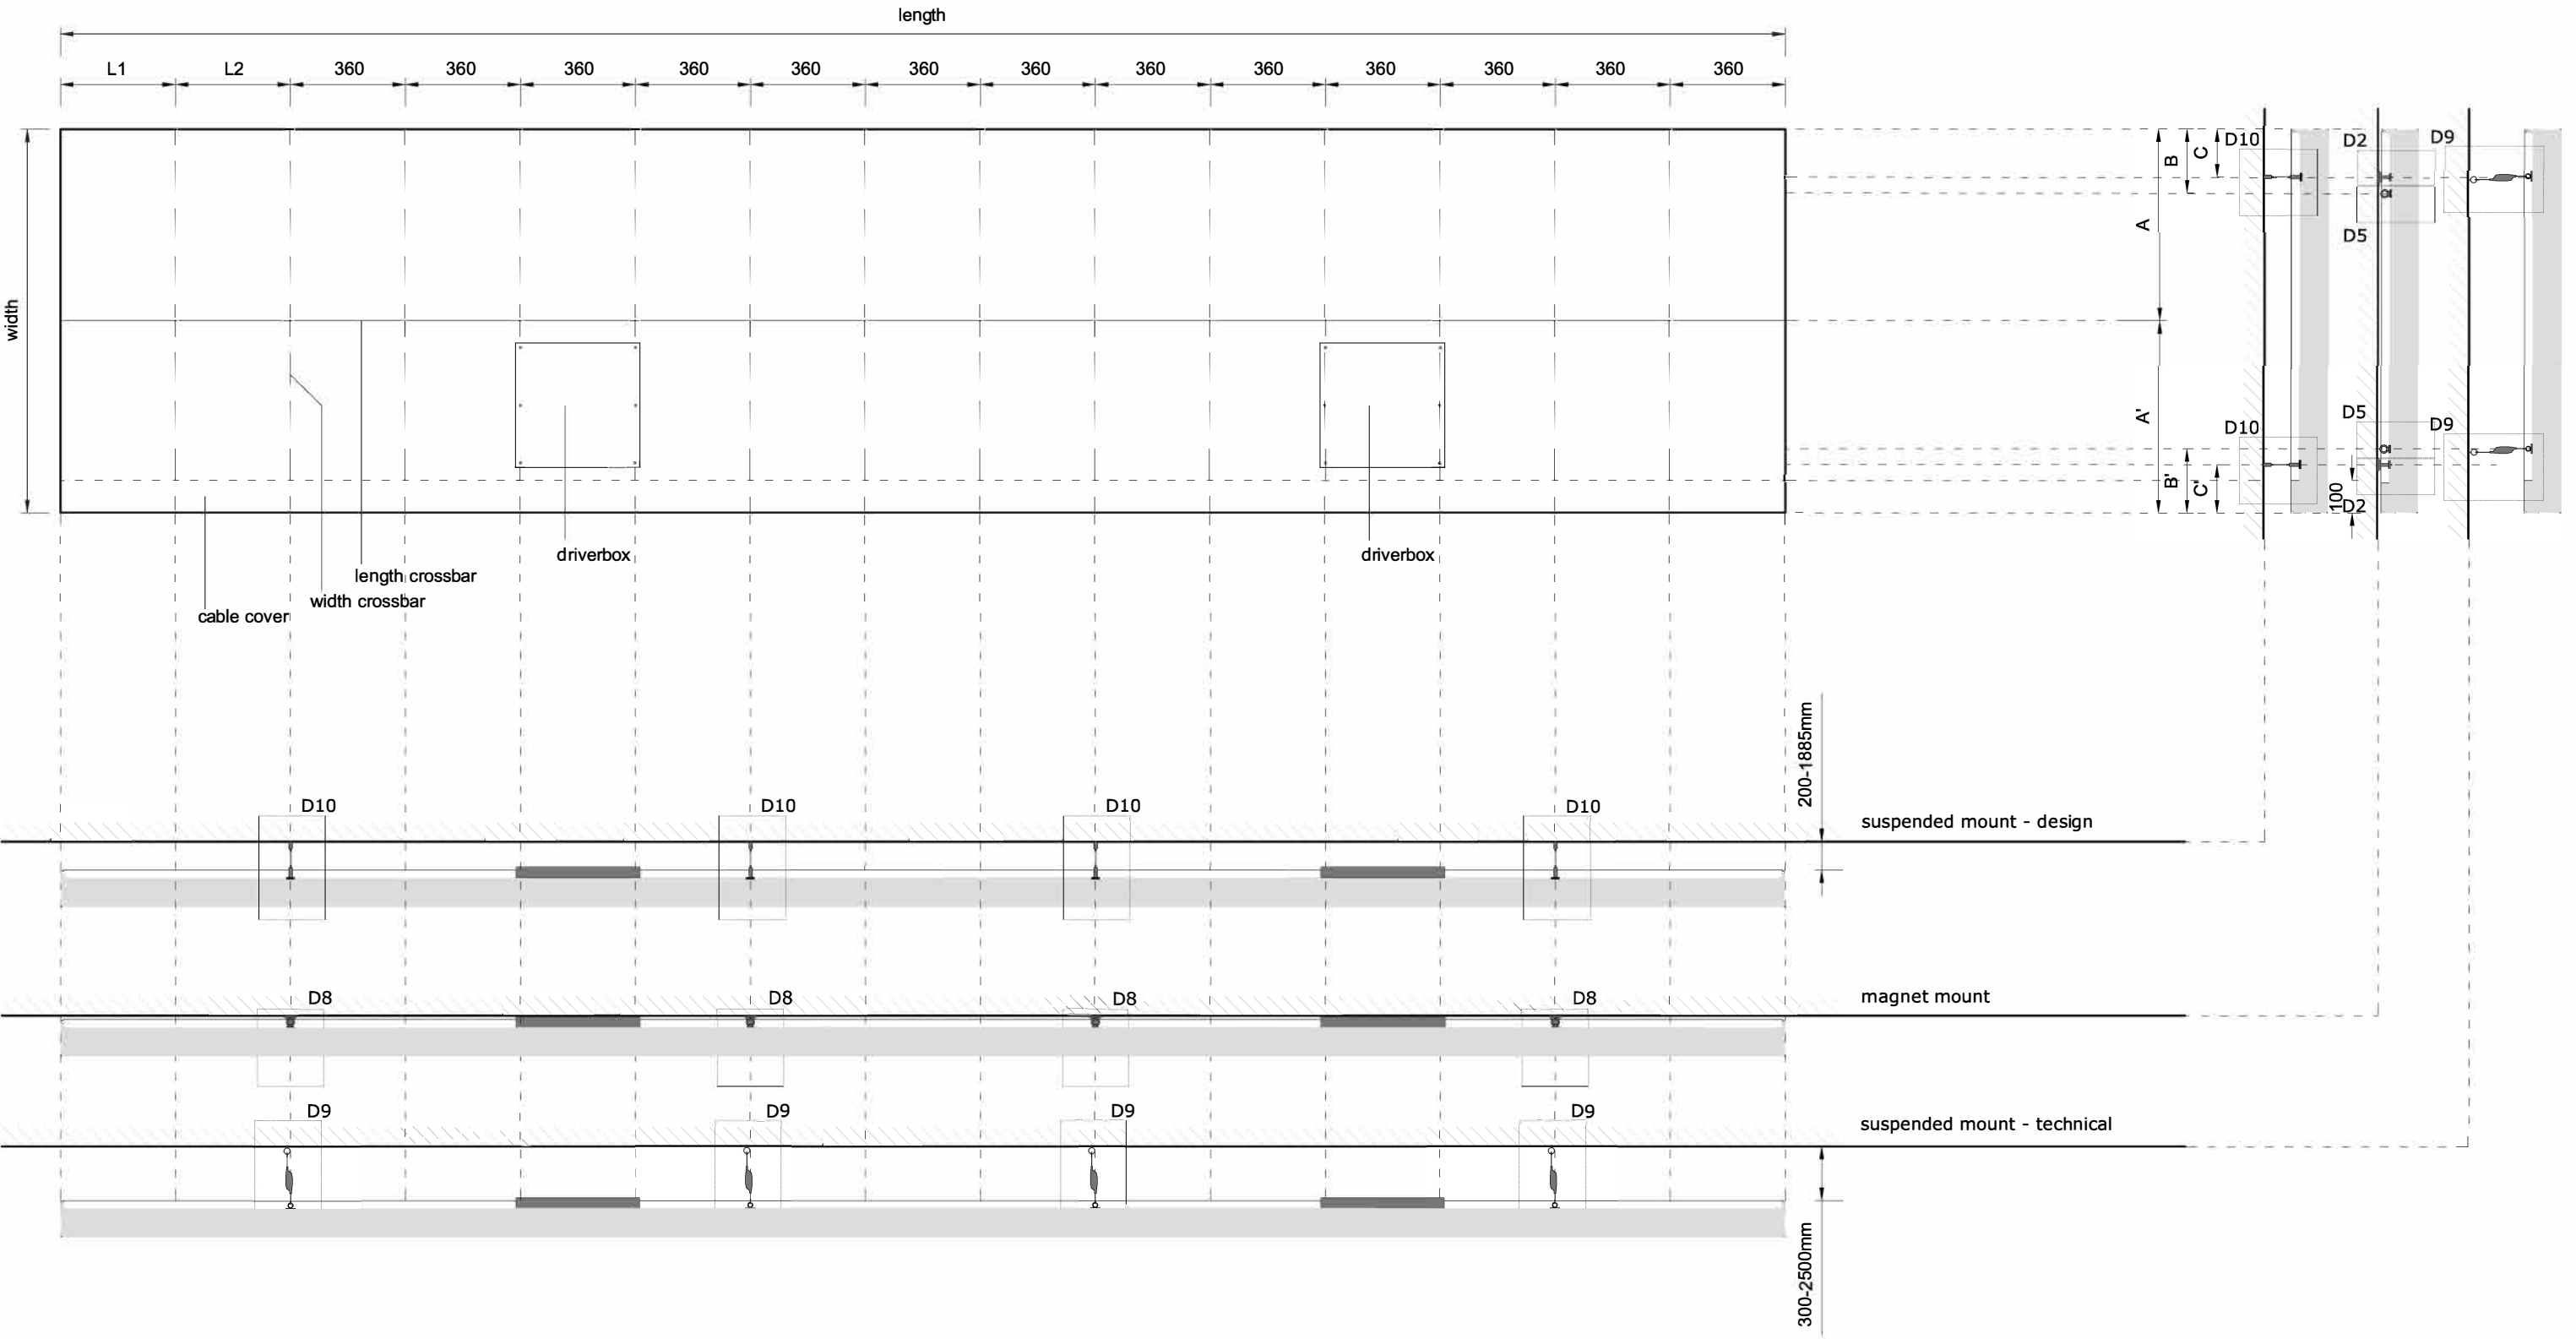 length
L1 L2 360 360 360 360 360 360 360 360 360 360 360 360 360
width
A
B
C
D10
D2
D9
D5
A'
B'
C'
D10
D5
D9
100
D2
driverbox
driverbox
length crossbar
width crossbar
cable cover
200-1885mm
D10 D10 D10 D10
suspended mount - design
D8 D8 D8 D8
magnet mount
D9 D9 D9 D9
suspended mount - technical
300-2500mm